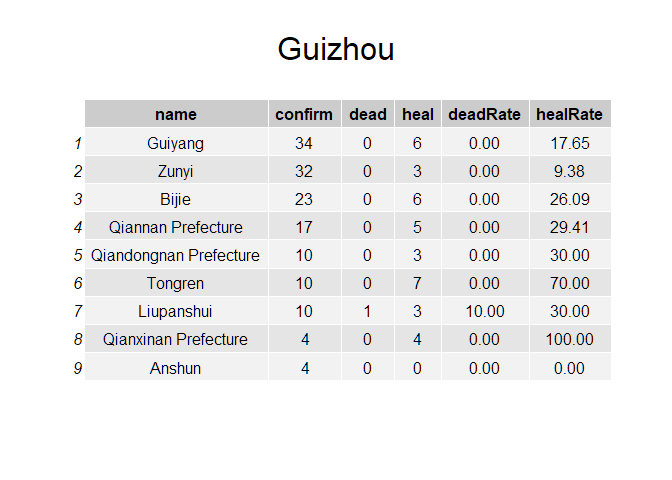 Guizhou
name confirm dead heal deadRate healRate
1 Guiyang 34 0 6 0.00 17.65
2 Zunyi 32 0 3 0.00 9.38
3 Bijie 23 0 6 0.00 26.09
4 Qiannan Prefecture 17 0 5 0.00 29.41
5 Qiandongnan Prefecture 10 0 3 0.00 30.00
6 Tongren 10 0 7 0.00 70.00
7 Liupanshui 10 1 3 10.00 30.00
8 Qianxinan Prefecture 4 0 4 0.00 100.00
9 Anshun 4 0 0 0.00 0.00